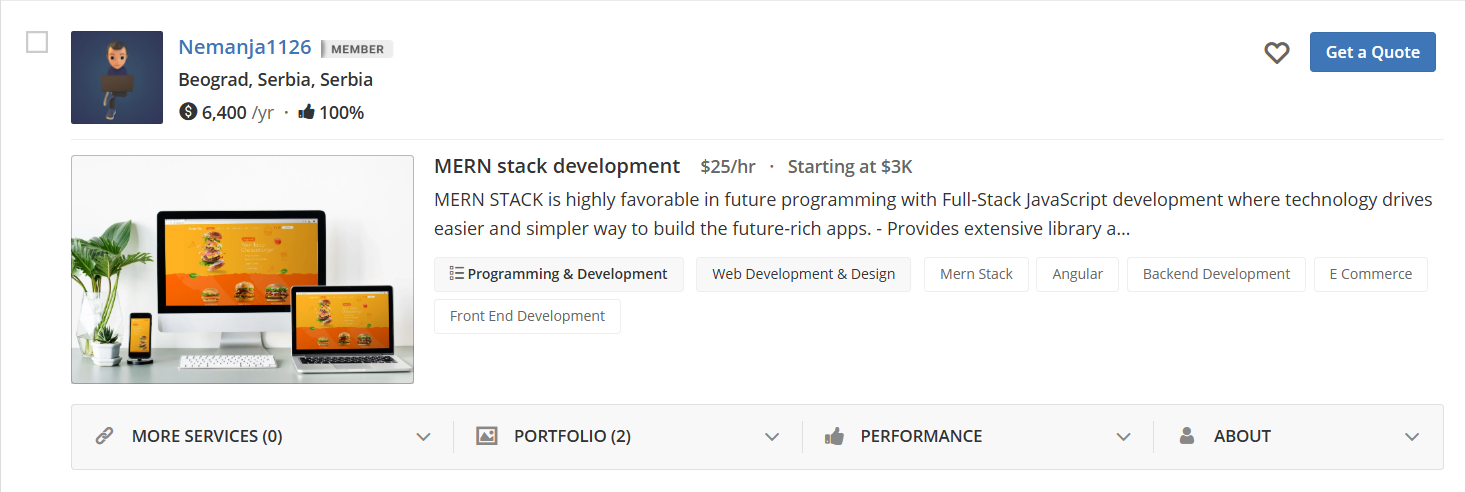 Nemanja1126 MEMBER
Get a Quote
Beograd, Serbia, Serbia
6,400 /yr · 100%
MERN stack development $25/hr · Starting at $3K
MERN STACK is highly favorable in future programming with Full-Stack JavaScript development where technology drives
easier and simpler way to build the future-rich apps. - Provides extensive library a...
Programming & Development Web Development & Design Mern Stack Angular Backend Development E Commerce
Front End Development
MORE SERVICES (0) PORTFOLIO (2) PERFORMANCE ABOUT